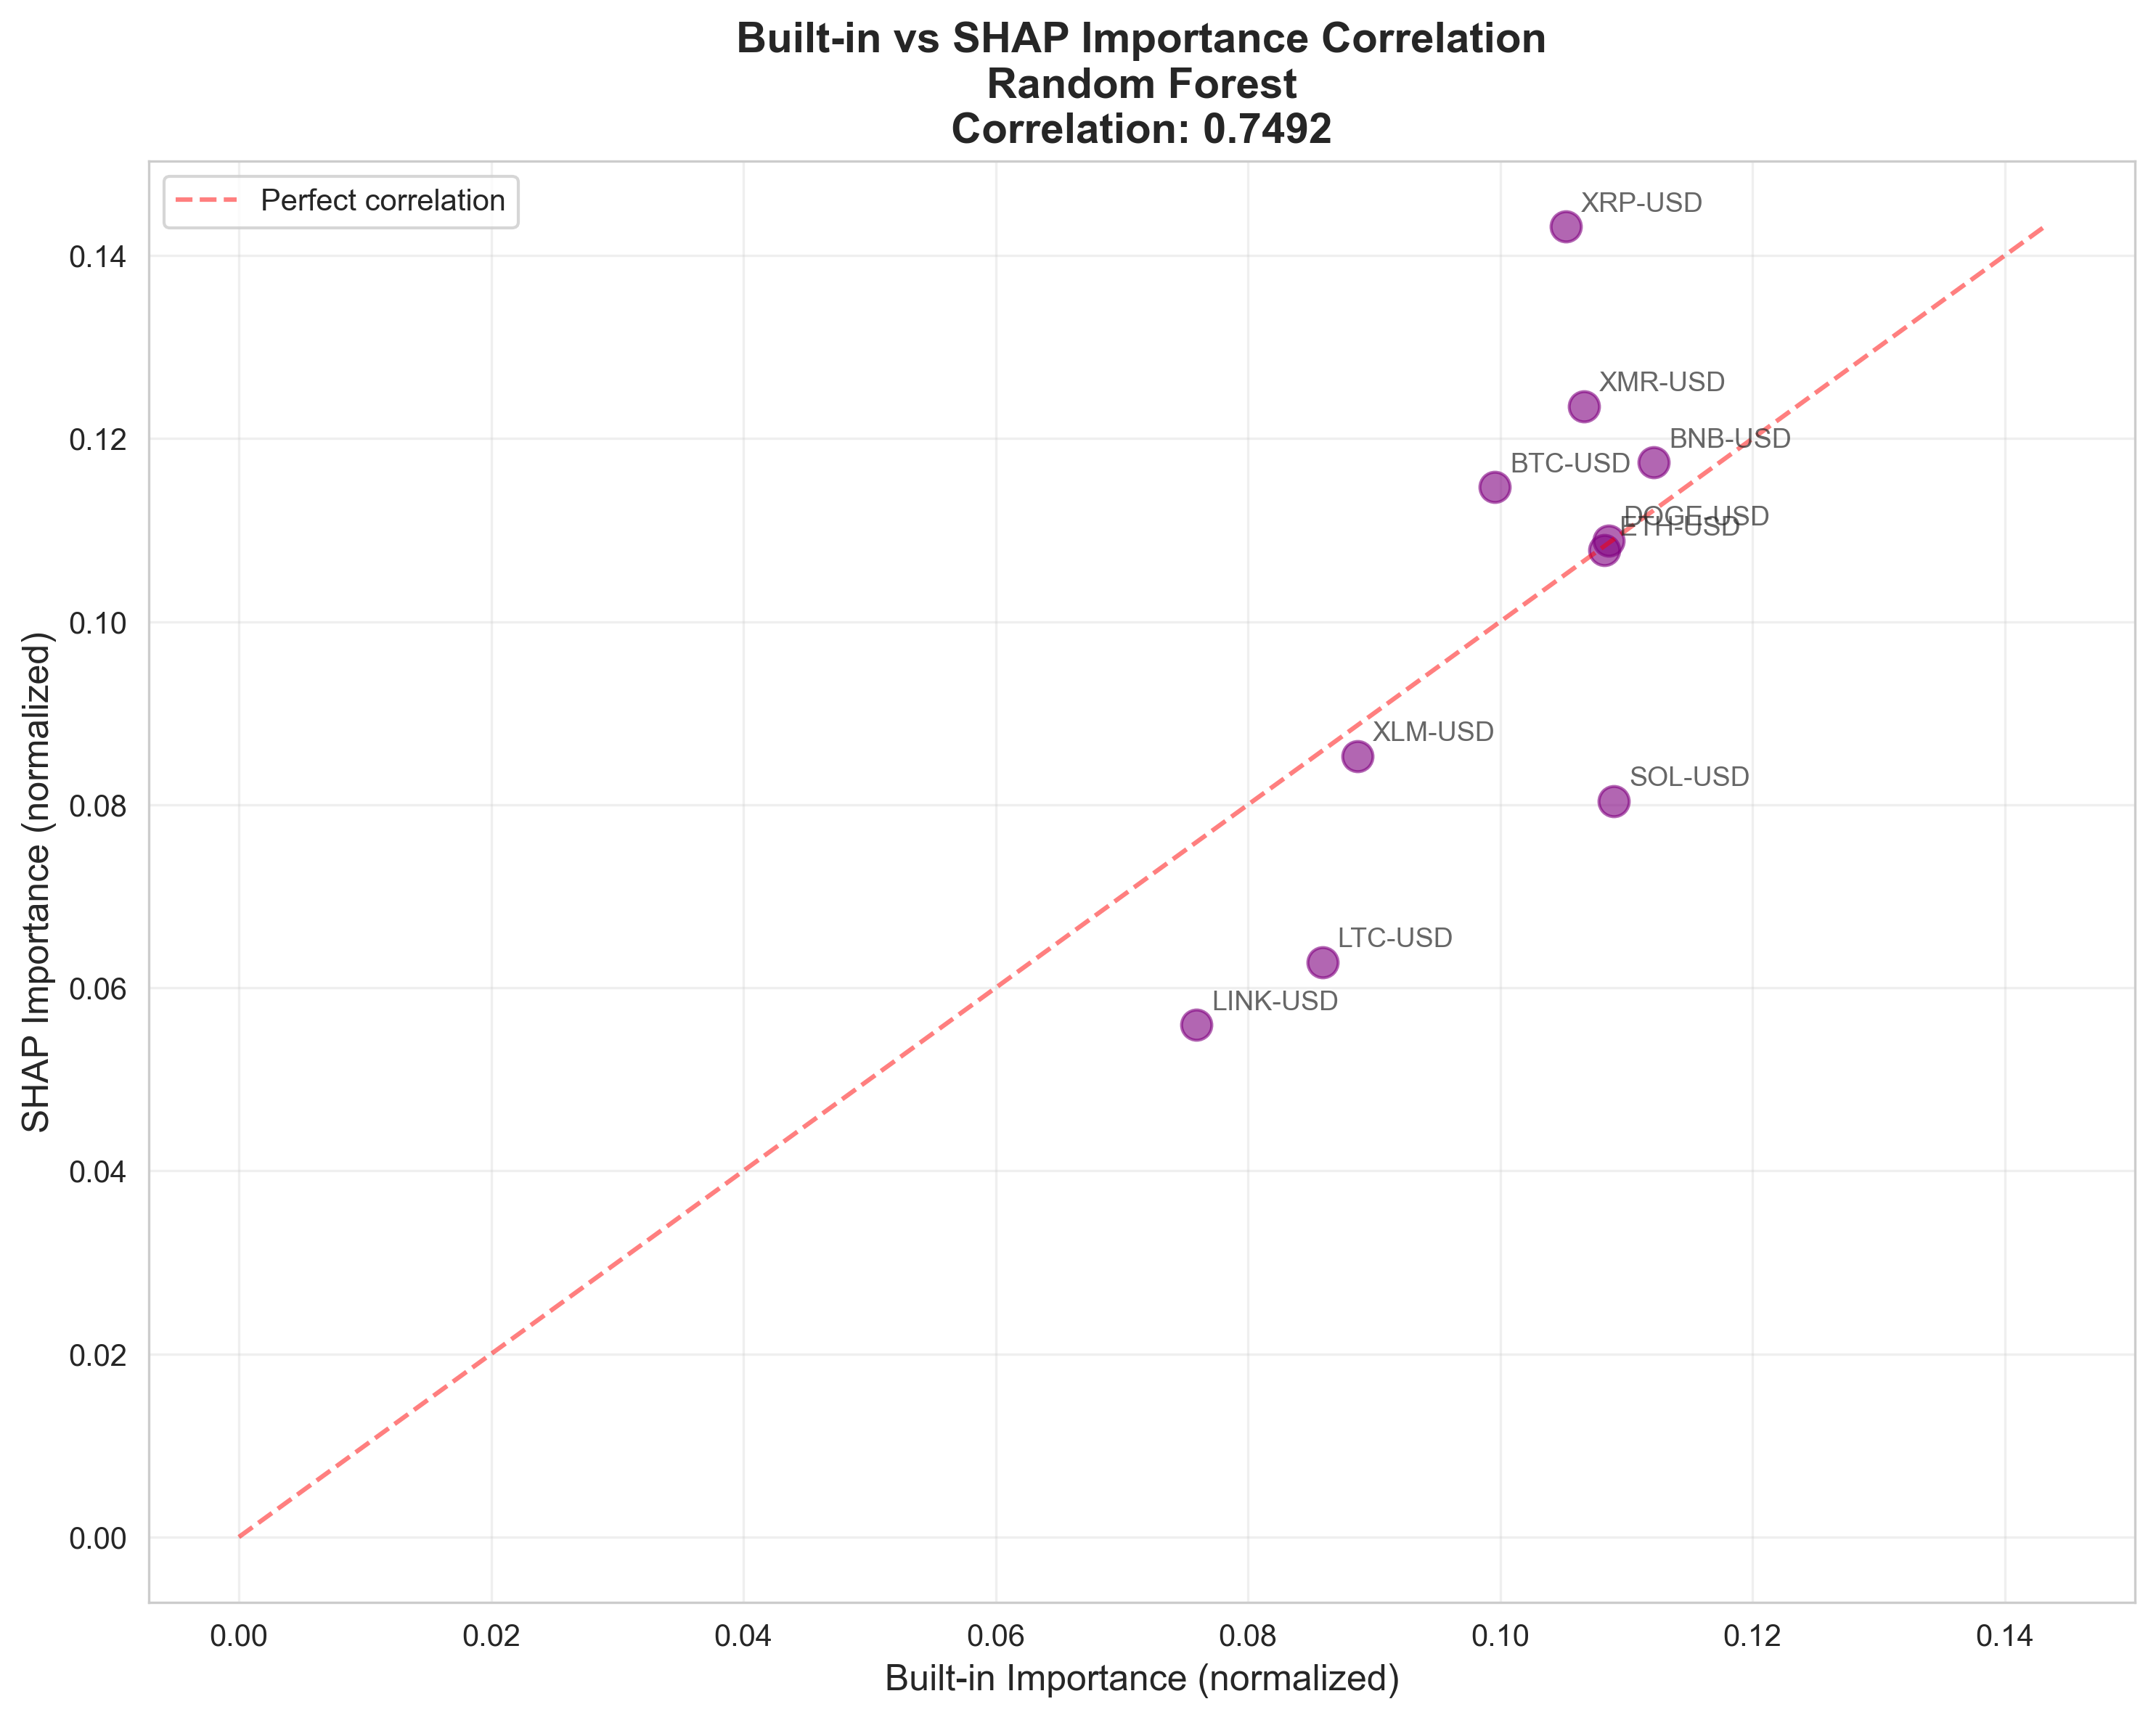 Built-in vs SHAP Importance Correlation
Random Forest
Correlation: 0.7492
Perfect correlation
XRP-USD
XMR-USD
BNB-USD
BTC-USD
DOGE-USD
ETH-USD
XLM-USD
SOL-USD
LTC-USD
LINK-USD
SHAP Importance (normalized)
0.14
0.12
0.10
0.08
0.06
0.04
0.02
0.00
0.00 0.02 0.04 0.06 0.08 0.10 0.12 0.14
Built-in Importance (normalized)